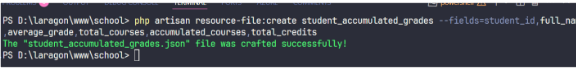 PS D:\laragon\www\school> php artisan resource-file:create student_accumulated_grades --fields=student_id,full_na
,average_grade,total_courses,accumulated_courses,total_credits
The "student_accumulated_grades.json" file was crafted successfully!
PS D:\laragon\www\school>